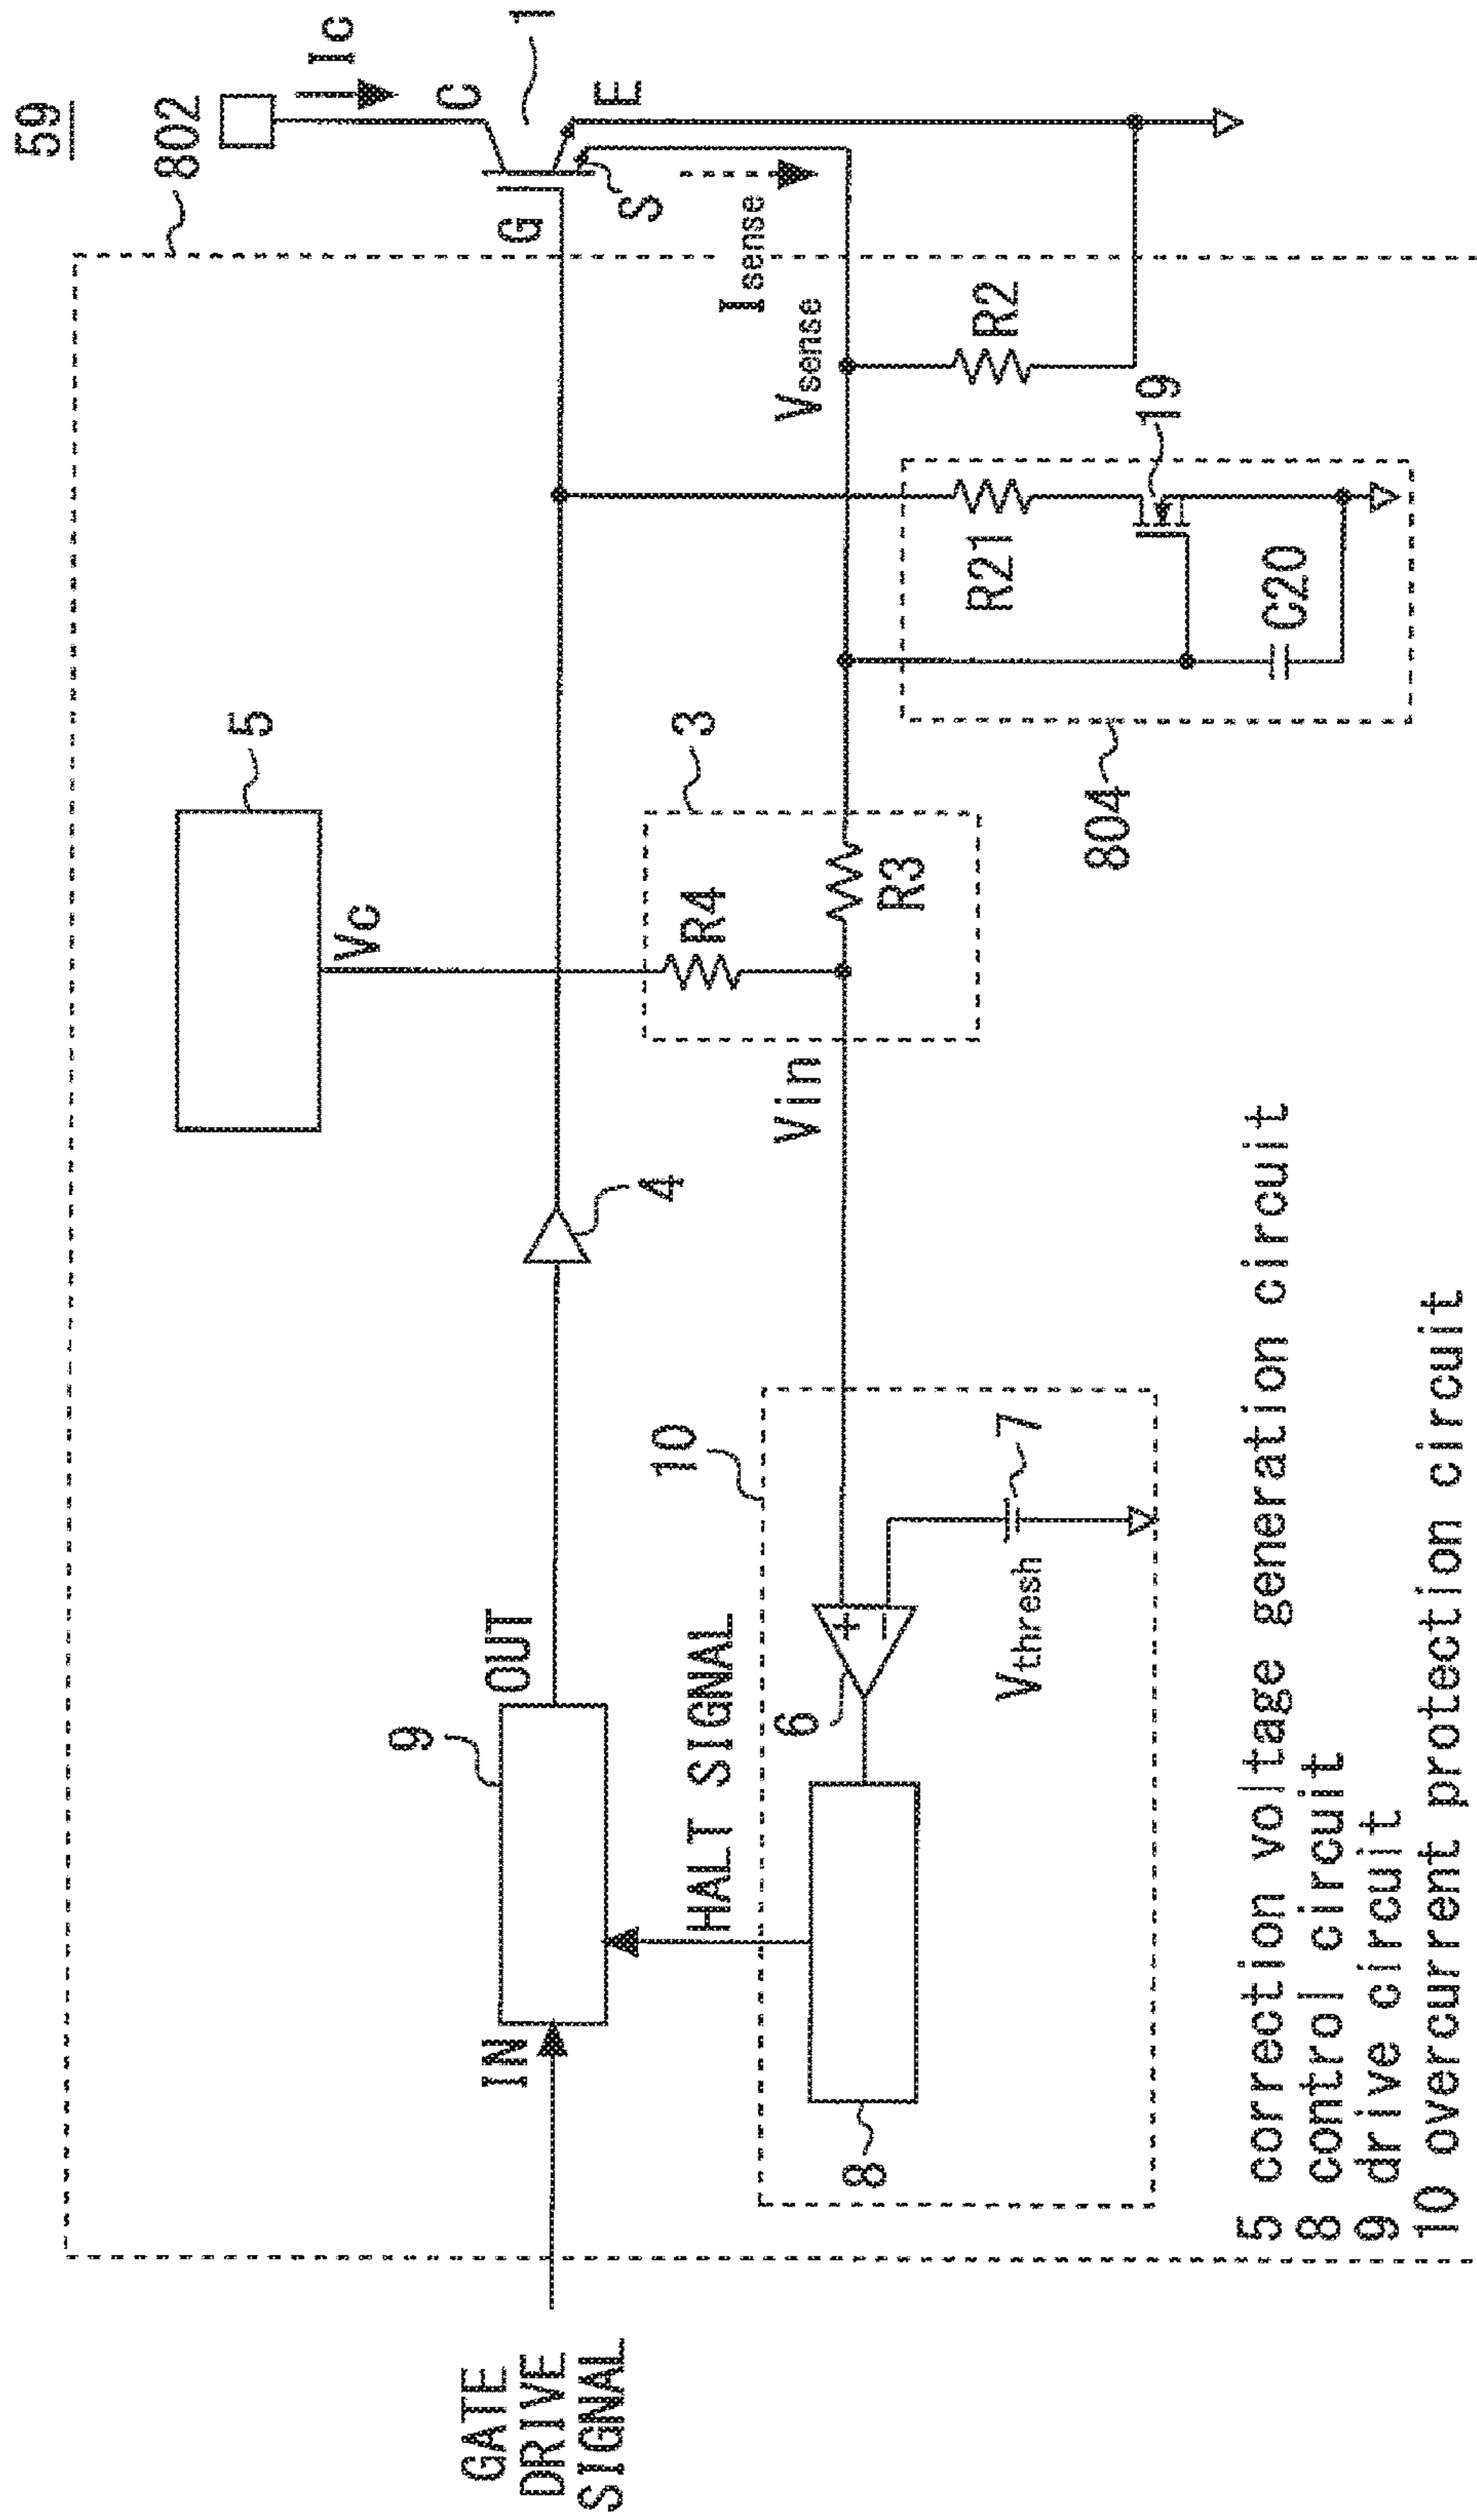 59
802
Ic
C
1
G
E
S
Isense
5
Vc
4
OUT
9
IN
GATE
DRIVE
SIGNAL
HALT SIGNAL
10
3
R4
R3
Vin
Vsense
R2
6
+
−
8
Vthresh
7
R21
19
C20
804
5 correction voltage generation circuit
8 control circuit
9 drive circuit
10 overcurrent protection circuit